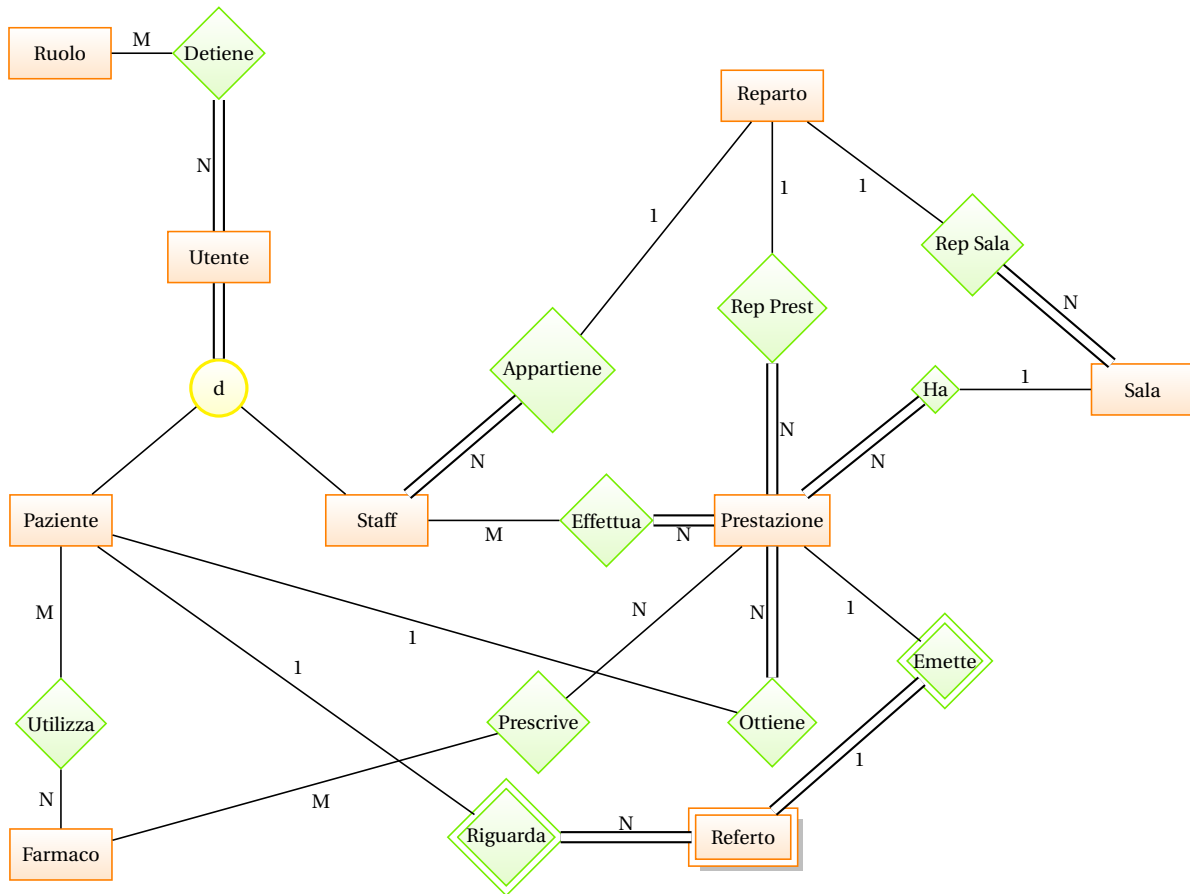 Ruolo
M
Detiene
N
Reparto
Utente
1
1
1
Rep Sala
N
Rep Prest
Appartiene
d
Ha
1
Sala
N
N
N
Paziente
Staff
M
Effettua
N
Prestazione
M
N
N
1
1
1
Emette
Utilizza
Prescrive
Ottiene
N
M
1
N
Farmaco
Riguarda
Referto